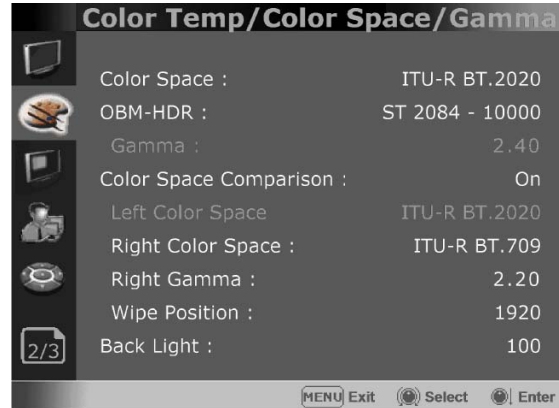 Color Temp/Color Space/Gamma
Color Space : ITU-R BT.2020
OBM-HDR : ST 2084 - 10000
Gamma : 2.40
Color Space Comparison : On
Left Color Space ITU-R BT.2020
Right Color Space : ITU-R BT.709
Right Gamma : 2.20
Wipe Position : 1920
Back Light : 100
2/3
MENU Exit Select Enter